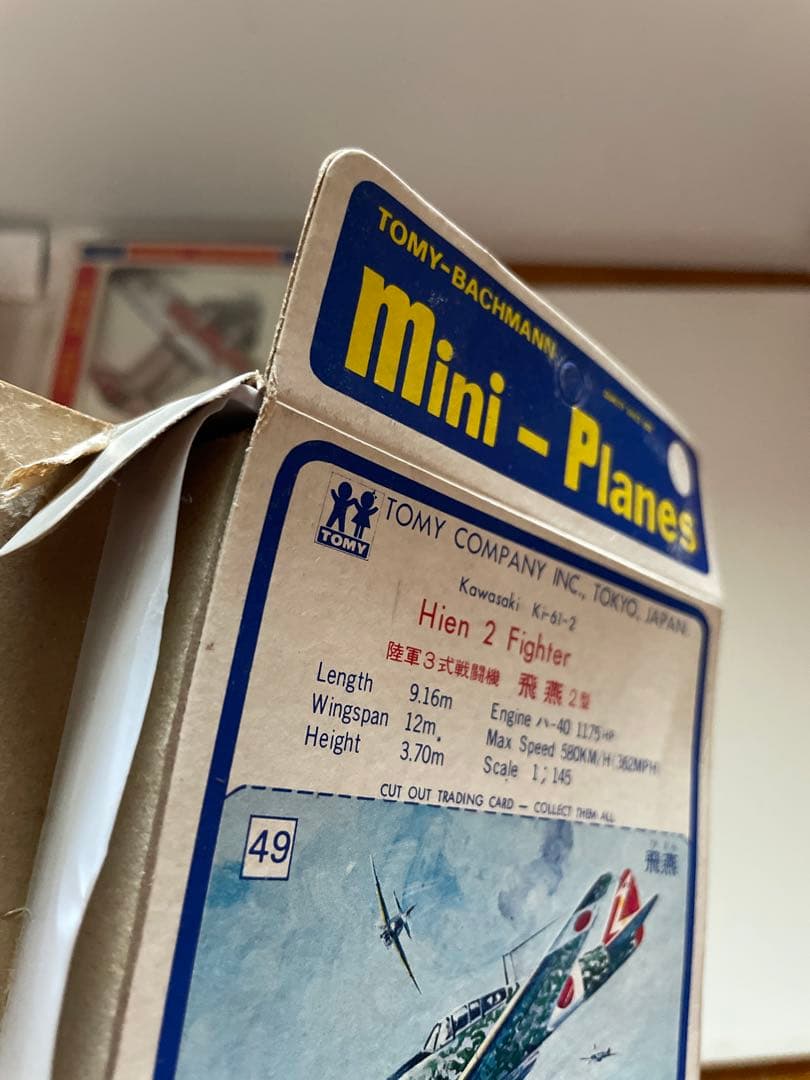 TOMY-BACHMANN
mini-Planes
TOMY
TOMY COMPANY INC., TOKYO, JAPAN.
Kawasaki Ki-61-2
Hien 2 Fighter
陸軍3式戦闘機 飛燕2型
Length 9.16m
Wingspan 12m.
Height 3.70m
Engine ハ-40 1175HP
Max Speed 580KM/H (362MPH)
Scale 1;145
CUT OUT TRADING CARD — COLLECT THEM ALL
49
飛燕